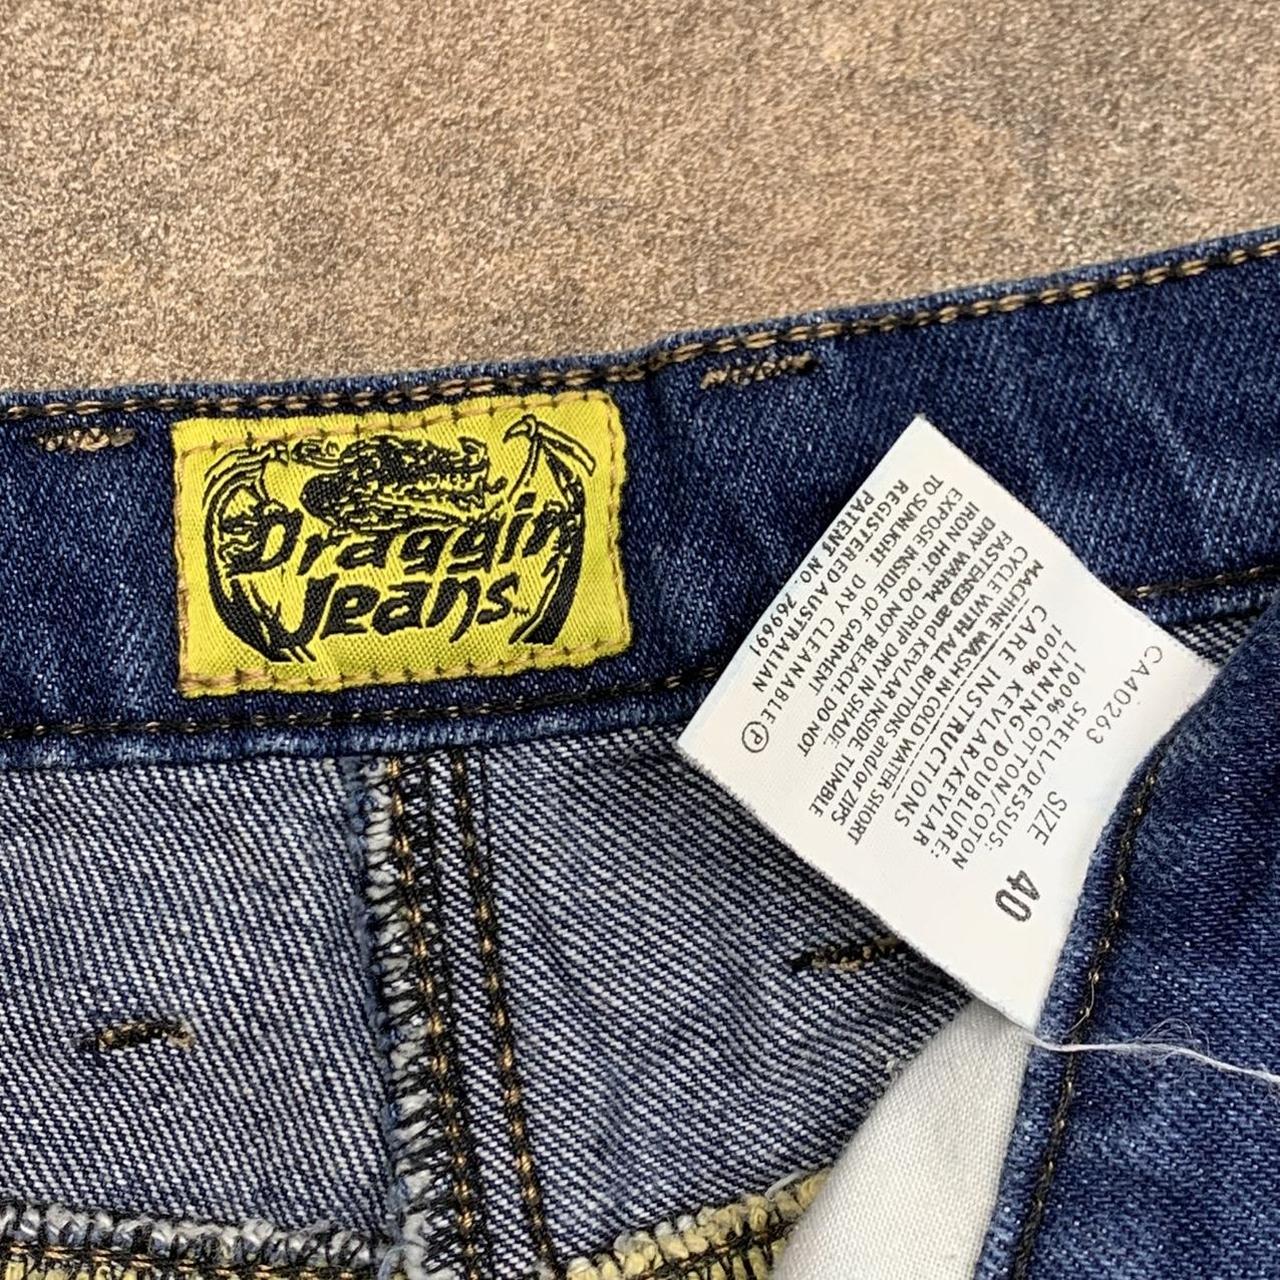 Draggin
Jeans
TM
CA40263 SIZE 40
SHELL/DESSUS:
100% COTTON/COTON
LINNING/DOUBLURE:
100% KEVLAR/KEVLAR
CARE INSTRUCTIONS
MACHINE WASH IN COLD WATER SHORT
CYCLE WITH ALL BUTTONS and/or ZIPS
FASTENED and KEVLAR INSIDE. TUMBLE
DRY WARM. DRIP DRY IN SHADE.
IRON HOT. DO NOT BLEACH. DO NOT
EXPOSE INSIDE OF GARMENT
TO SUNLIGHT. DRY CLEANABLE Ⓟ
REGISTERED AUSTRALIAN
PATENT NO. 769691